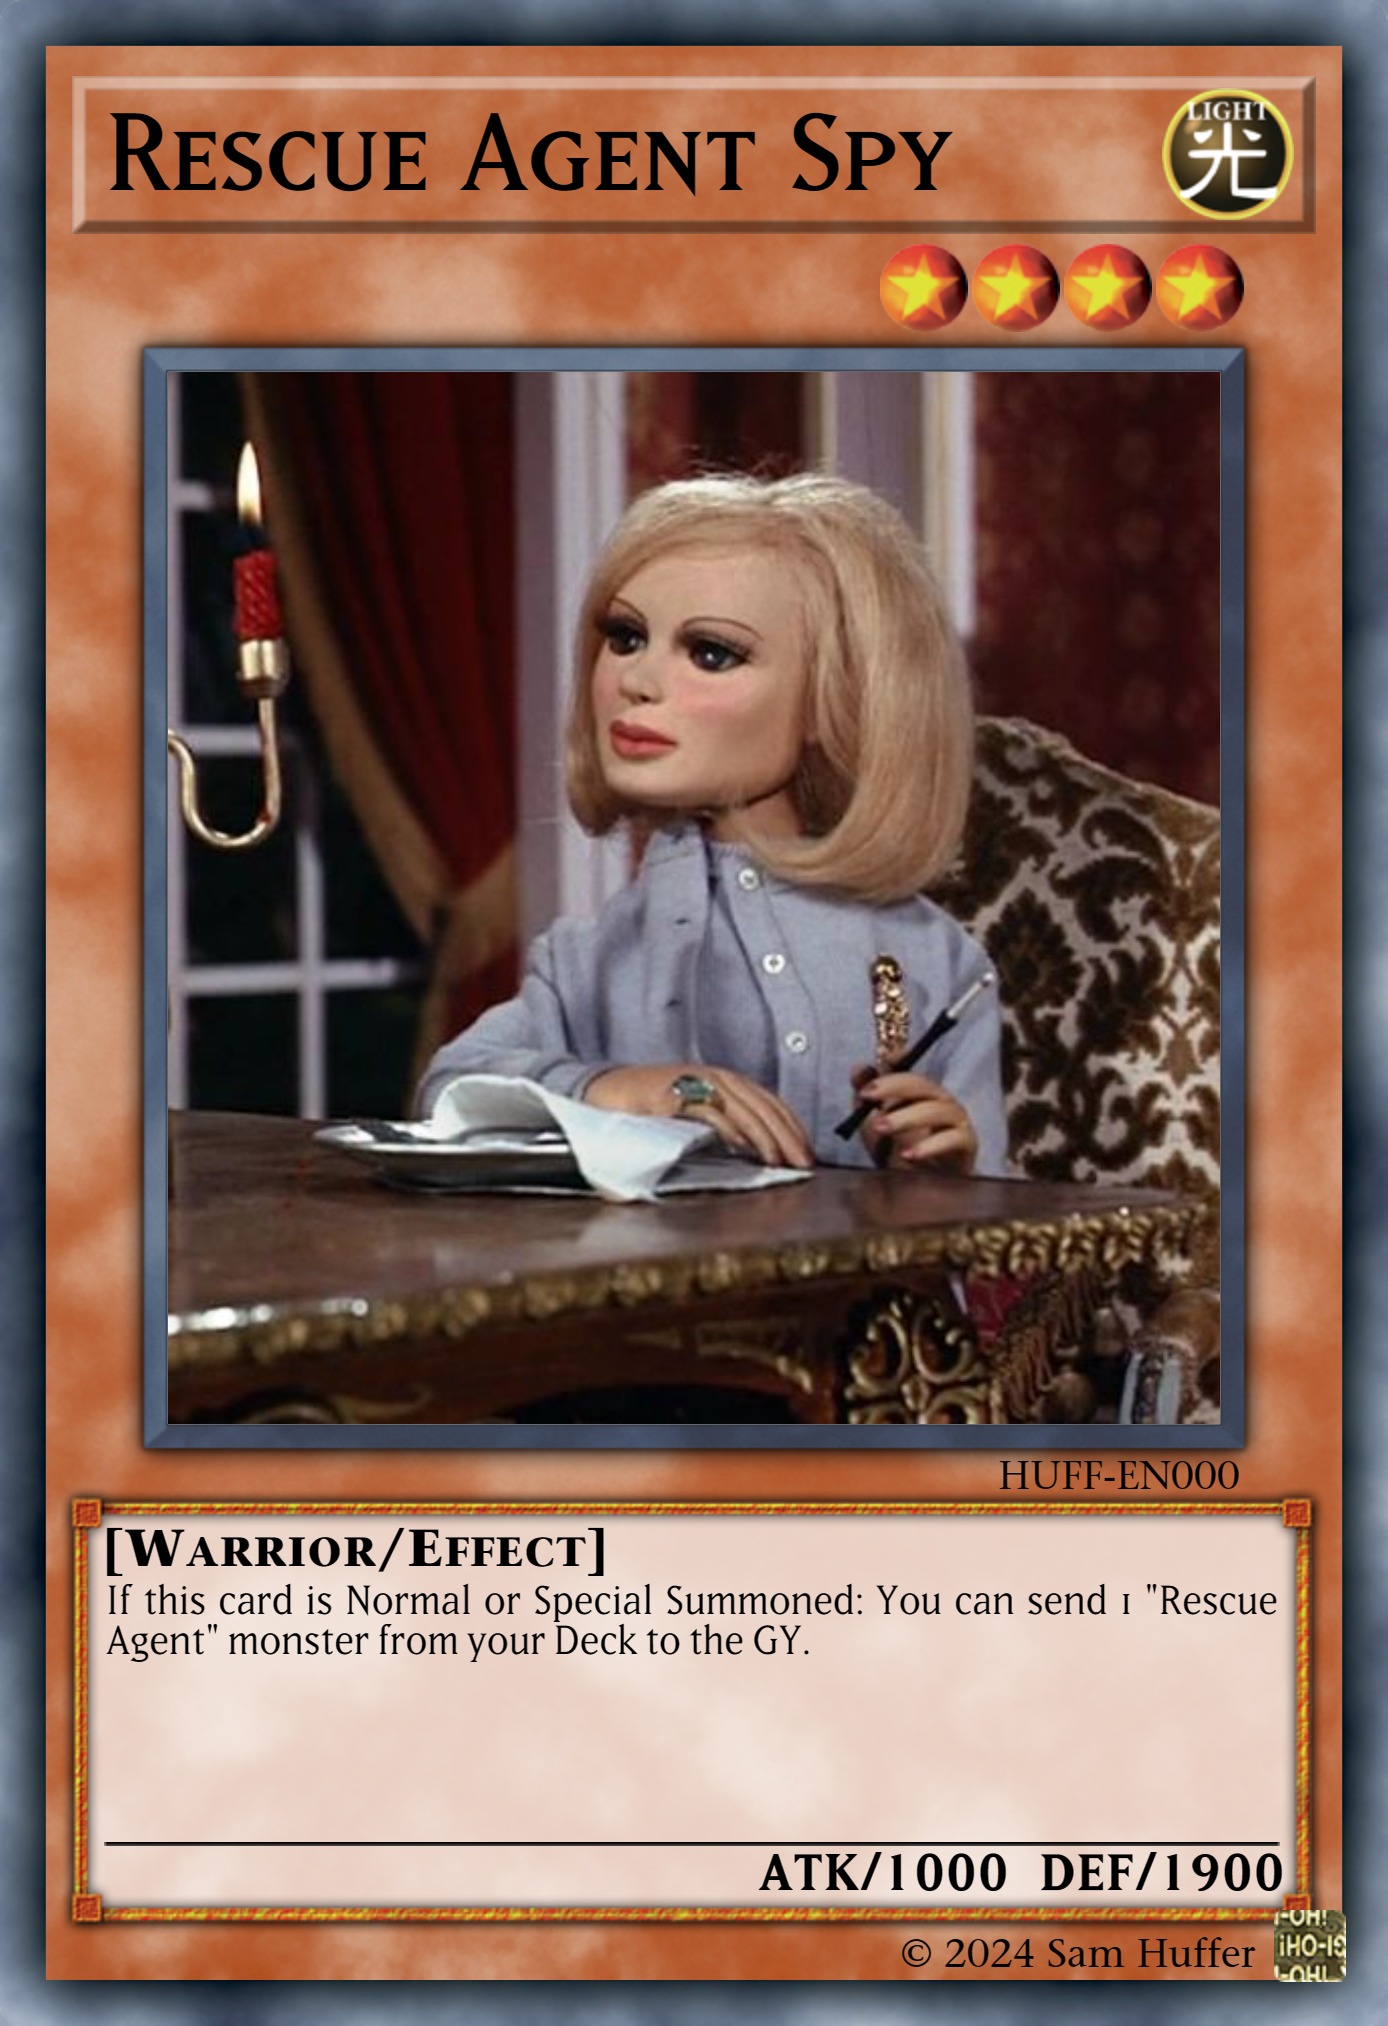 Rescue Agent Spy
LIGHT
光
HUFF-EN000
[Warrior/Effect]
If this card is Normal or Special Summoned: You can send 1 "Rescue
Agent" monster from your Deck to the GY.
ATK/1000 DEF/1900
© 2024 Sam Huffer